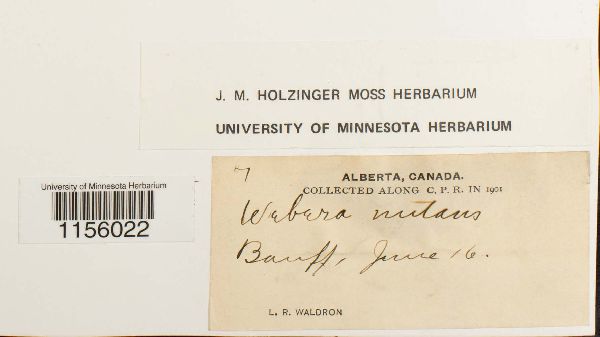 J. M. HOLZINGER MOSS HERBARIUM
UNIVERSITY OF MINNESOTA HERBARIUM
University of Minnesota Herbarium
1156022
7
ALBERTA, CANADA.
COLLECTED ALONG C. P. R. IN 1901
Webera nutans
Banff, June 16.
L. R. WALDRON